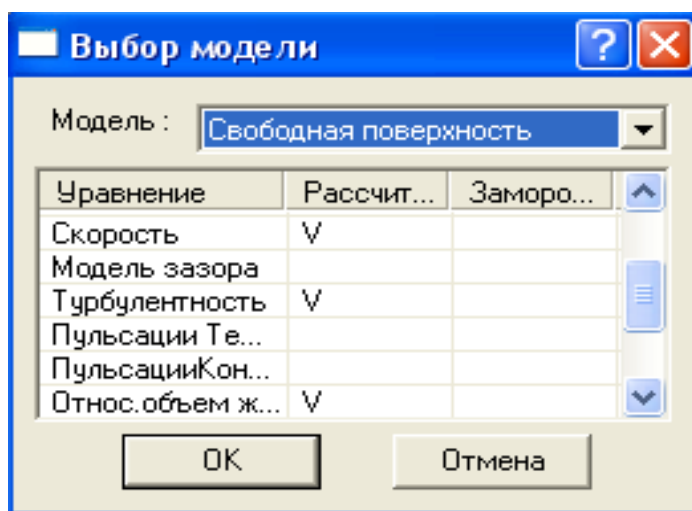 Выбор модели
Модель : Свободная поверхность
Уравнение Рассчит... Заморо...
Скорость V
Модель зазора
Турбулентность V
Пульсации Те...
ПульсацииКон...
Относ.объем ж... V
OK Отмена